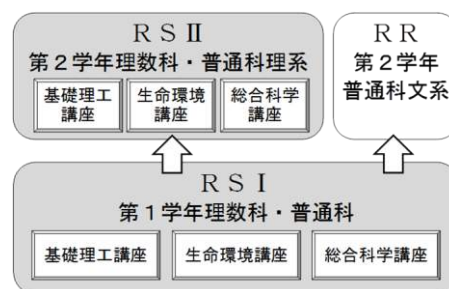 ＲＳⅡ
第２学年理数科・普通科理系
基礎理工
講座
生命環境
講座
総合科学
講座
ＲＲ
第２学年
普通科文系
ＲＳⅠ
第１学年理数科・普通科
基礎理工講座
生命環境講座
総合科学講座